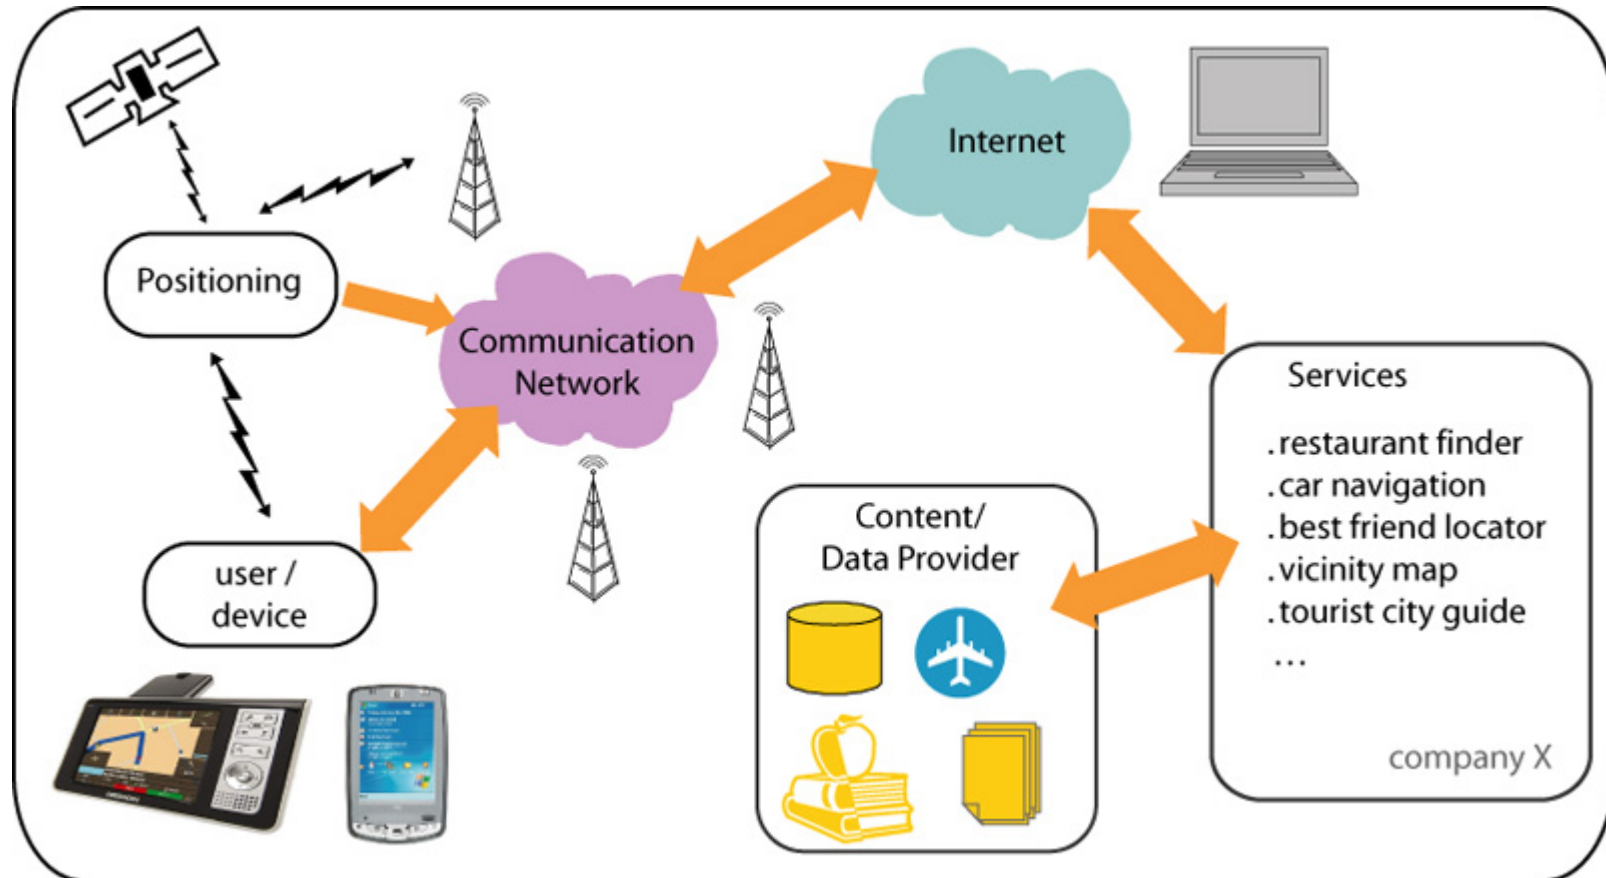 Internet
Positioning
Communication
Network
Services
.restaurant finder
.car navigation
.best friend locator
.vicinity map
.tourist city guide
...
company X
Content/
Data Provider
user /
device